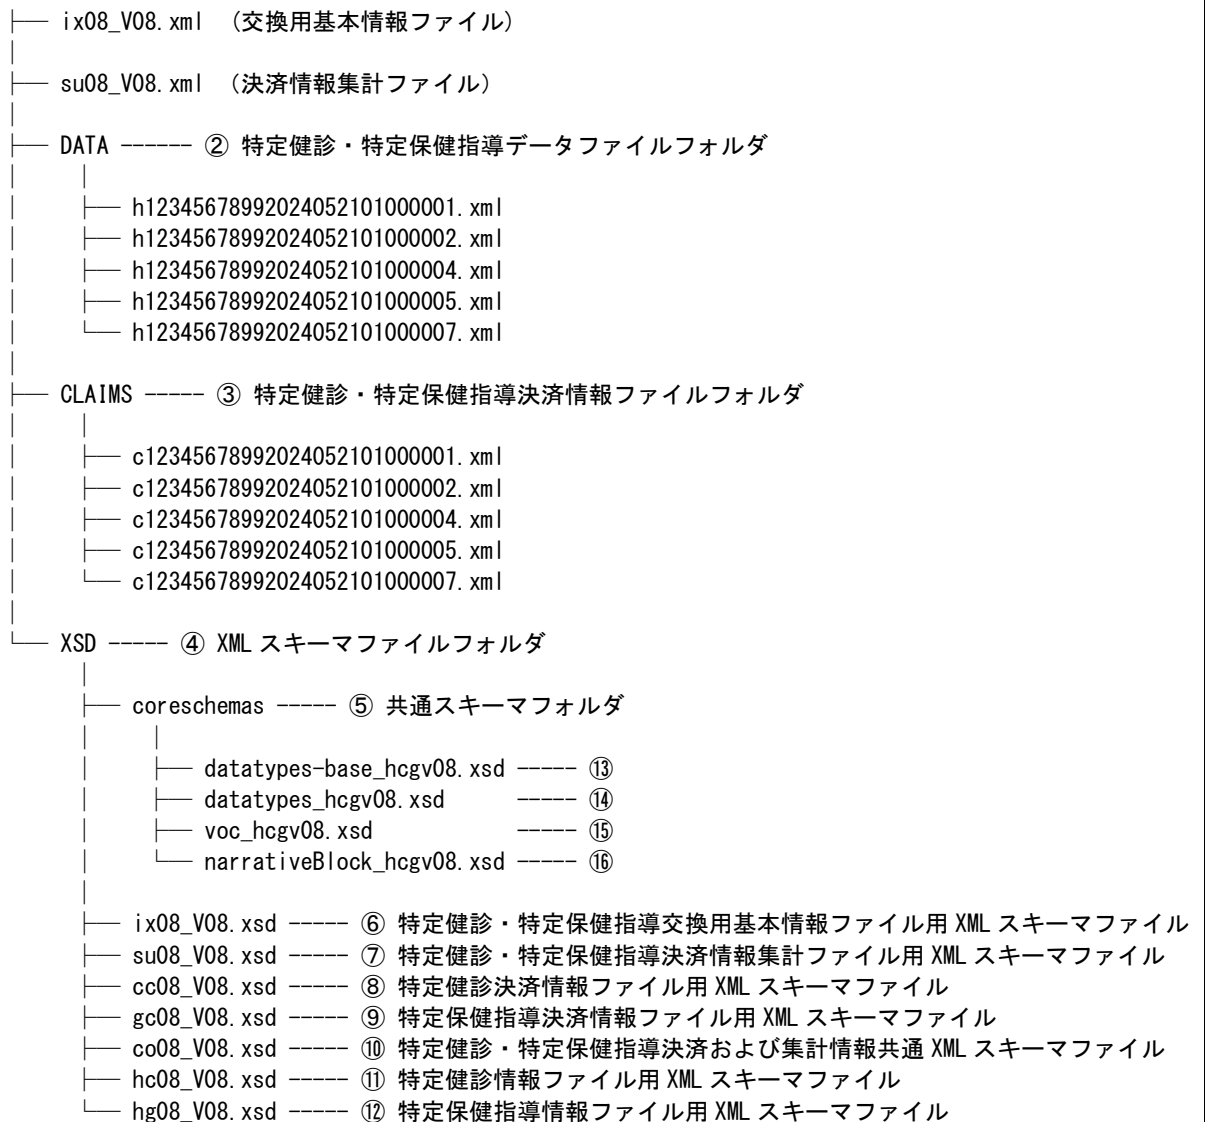 ├── ix08_V08.xml （交換用基本情報ファイル）
│
├── su08_V08.xml （決済情報集計ファイル）
│
├── DATA ------ ② 特定健診・特定保健指導データファイルフォルダ
│     │
│     ├── h12345678992024052101000001.xml
│     ├── h12345678992024052101000002.xml
│     ├── h12345678992024052101000004.xml
│     ├── h12345678992024052101000005.xml
│     └── h12345678992024052101000007.xml
│
├── CLAIMS ----- ③ 特定健診・特定保健指導決済情報ファイルフォルダ
│     │
│     ├── c12345678992024052101000001.xml
│     ├── c12345678992024052101000002.xml
│     ├── c12345678992024052101000004.xml
│     ├── c12345678992024052101000005.xml
│     └── c12345678992024052101000007.xml
│
└── XSD ----- ④ XML スキーマファイルフォルダ
      │
      ├── coreschemas ----- ⑤ 共通スキーマフォルダ
      │     │
      │     ├── datatypes-base_hcgv08.xsd ----- ⑬
      │     ├── datatypes_hcgv08.xsd      ----- ⑭
      │     ├── voc_hcgv08.xsd            ----- ⑮
      │     └── narrativeBlock_hcgv08.xsd ----- ⑯
      │
      ├── ix08_V08.xsd ----- ⑥ 特定健診・特定保健指導交換用基本情報ファイル用 XML スキーマファイル
      ├── su08_V08.xsd ----- ⑦ 特定健診・特定保健指導決済情報集計ファイル用 XML スキーマファイル
      ├── cc08_V08.xsd ----- ⑧ 特定健診決済情報ファイル用 XML スキーマファイル
      ├── gc08_V08.xsd ----- ⑨ 特定保健指導決済情報ファイル用 XML スキーマファイル
      ├── co08_V08.xsd ----- ⑩ 特定健診・特定保健指導決済および集計情報共通 XML スキーマファイル
      ├── hc08_V08.xsd ----- ⑪ 特定健診情報ファイル用 XML スキーマファイル
      └── hg08_V08.xsd ----- ⑫ 特定保健指導情報ファイル用 XML スキーマファイル